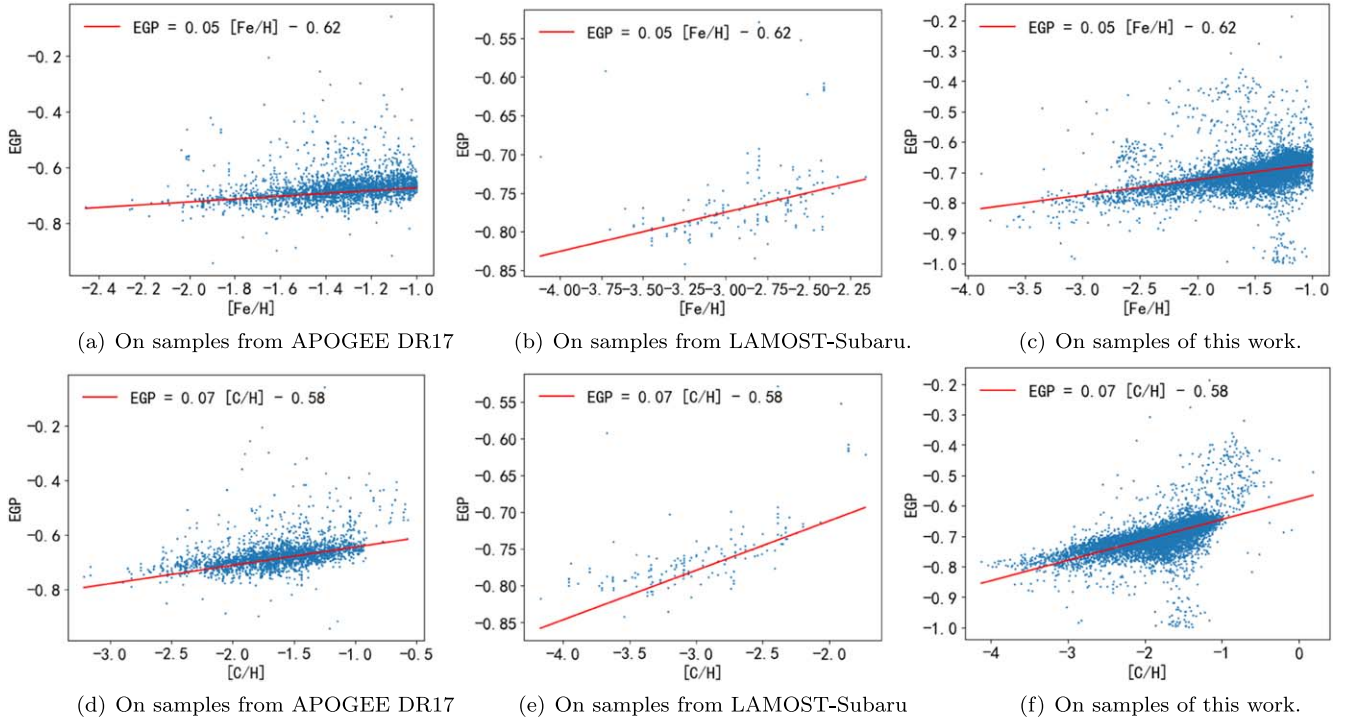 EGP = 0.05 [Fe/H] − 0.62
−0.2
−0.4
−0.6
−0.8
EGP
−2.4 −2.2 −2.0 −1.8 −1.6 −1.4 −1.2 −1.0
[Fe/H]
(a) On samples from APOGEE DR17
EGP = 0.05 [Fe/H] − 0.62
−0.55
−0.60
−0.65
−0.70
−0.75
−0.80
−0.85
EGP
−4.00 −3.75 −3.50 −3.25 −3.00 −2.75 −2.50 −2.25
[Fe/H]
(b) On samples from LAMOST-Subaru.
EGP = 0.05 [Fe/H] − 0.62
−0.2
−0.3
−0.4
−0.5
−0.6
−0.7
−0.8
−0.9
−1.0
EGP
−4.0 −3.5 −3.0 −2.5 −2.0 −1.5 −1.0
[Fe/H]
(c) On samples of this work.
EGP = 0.07 [C/H] − 0.58
−0.2
−0.4
−0.6
−0.8
EGP
−3.0 −2.5 −2.0 −1.5 −1.0 −0.5
[C/H]
(d) On samples from APOGEE DR17
EGP = 0.07 [C/H] − 0.58
−0.55
−0.60
−0.65
−0.70
−0.75
−0.80
−0.85
EGP
−4.0 −3.5 −3.0 −2.5 −2.0
[C/H]
(e) On samples from LAMOST-Subaru
EGP = 0.07 [C/H] − 0.58
−0.2
−0.3
−0.4
−0.5
−0.6
−0.7
−0.8
−0.9
−1.0
EGP
−4 −3 −2 −1 0
[C/H]
(f) On samples of this work.